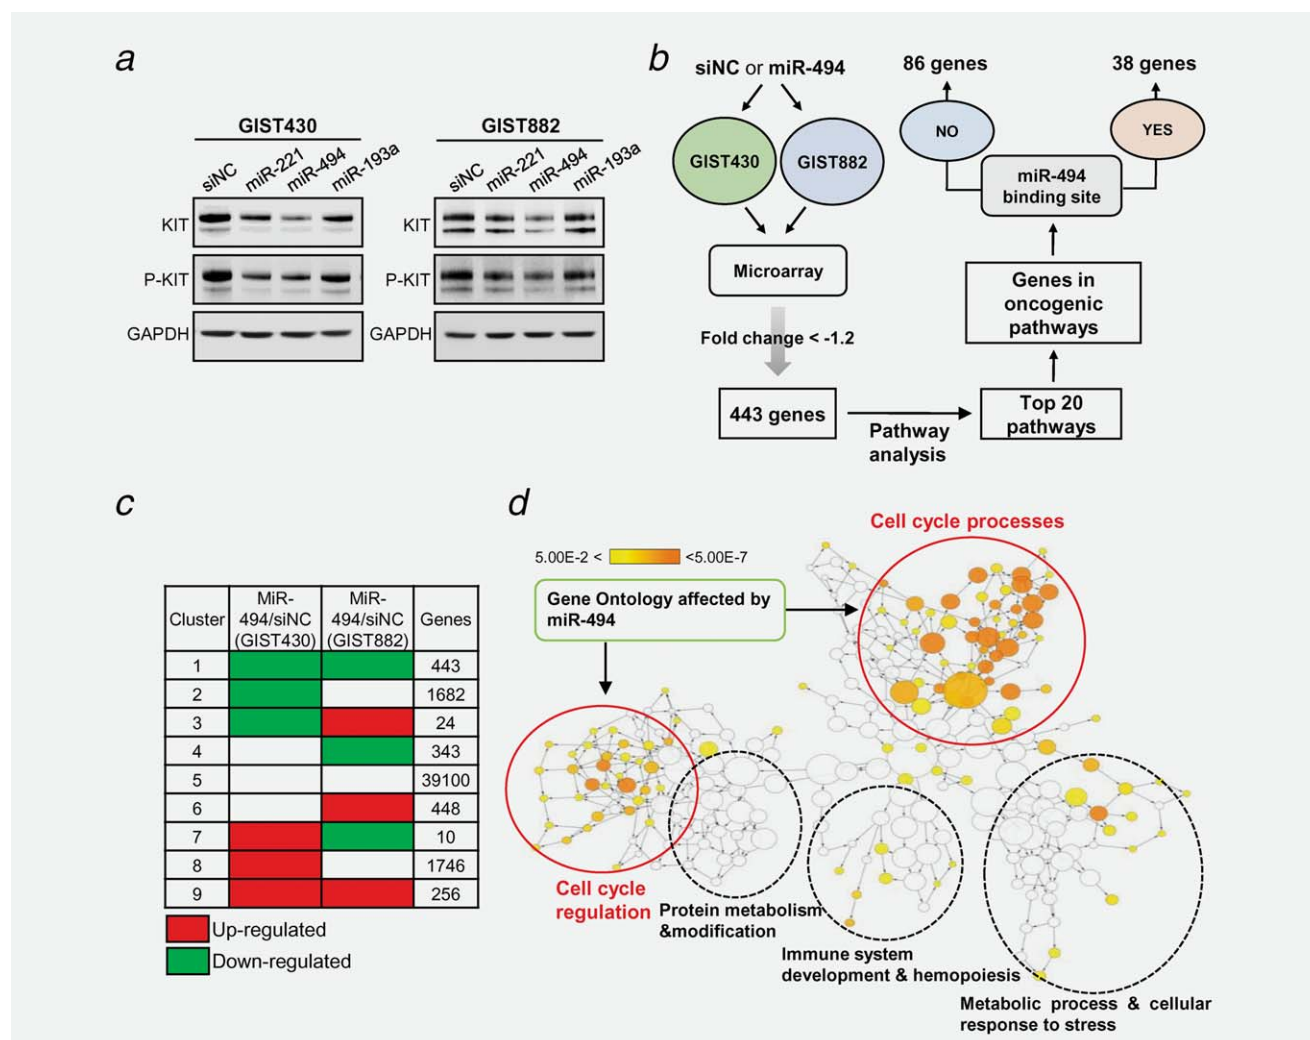 a
GIST430
siNC miR-221 miR-494 miR-193a
KIT
P-KIT
GAPDH
GIST882
siNC miR-221 miR-494 miR-193a
KIT
P-KIT
GAPDH
b
siNC or miR-494
GIST430 GIST882
Microarray
Fold change < -1.2
443 genes
Pathway
analysis
Top 20
pathways
Genes in
oncogenic
pathways
miR-494
binding site
NO
YES
86 genes
38 genes
c
Cluster MiR-494/siNC (GIST430) MiR-494/siNC (GIST882) Genes
1 443
2 1682
3 24
4 343
5 39100
6 448
7 10
8 1746
9 256
Up-regulated
Down-regulated
d
5.00E-2 < <5.00E-7
Gene Ontology affected by
miR-494
Cell cycle processes
Cell cycle
regulation
Protein metabolism
&modification
Immune system
development & hemopoiesis
Metabolic process & cellular
response to stress